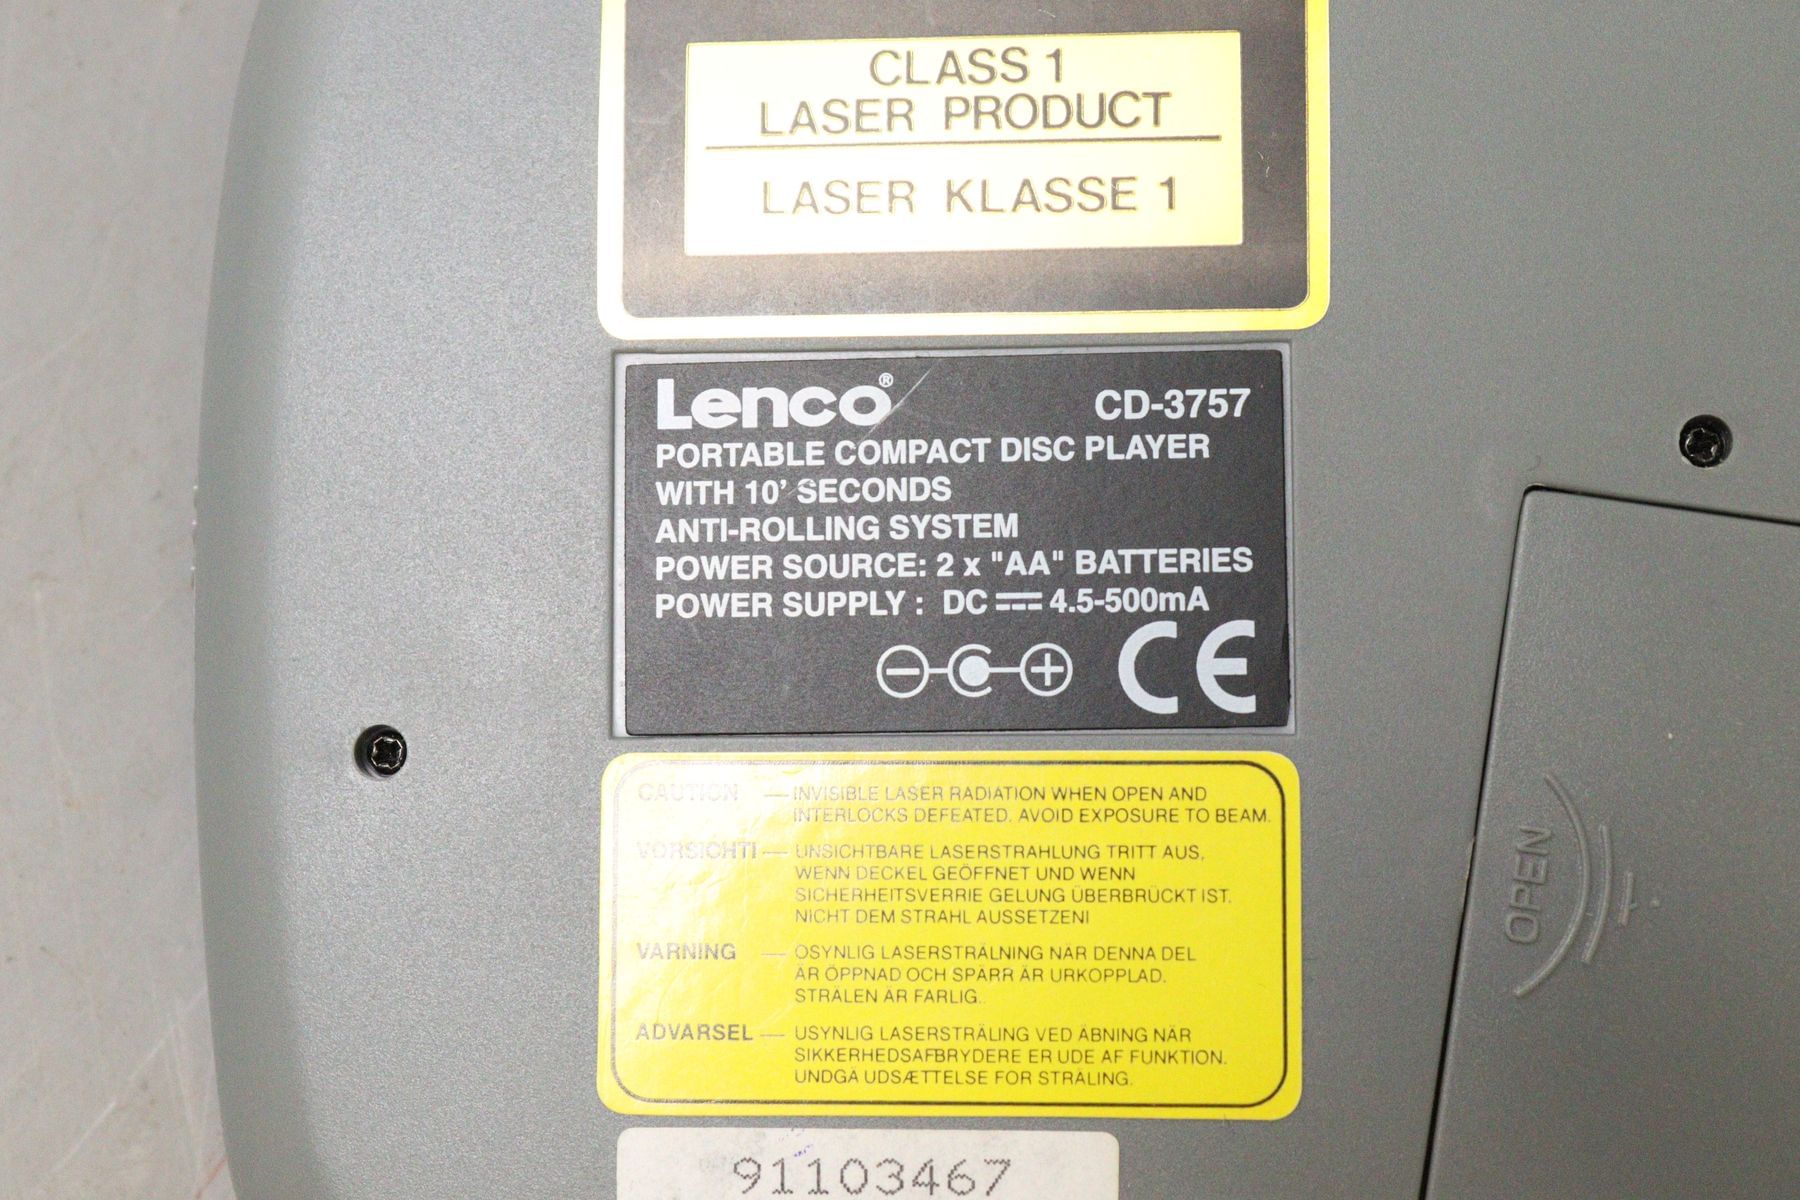 CLASS 1
LASER PRODUCT
LASER KLASSE 1
Lenco® CD-3757
PORTABLE COMPACT DISC PLAYER
WITH 10' SECONDS
ANTI-ROLLING SYSTEM
POWER SOURCE: 2 x "AA" BATTERIES
POWER SUPPLY : DC ⎓ 4.5-500mA
CE
CAUTION — INVISIBLE LASER RADIATION WHEN OPEN AND
INTERLOCKS DEFEATED. AVOID EXPOSURE TO BEAM.
VORSICHTI — UNSICHTBARE LASERSTRAHLUNG TRITT AUS,
WENN DECKEL GEÖFFNET UND WENN
SICHERHEITSVERRIE GELUNG ÜBERBRÜCKT IST.
NICHT DEM STRAHL AUSSETZENI
VARNING — OSYNLIG LASERSTRÅLNING NÄR DENNA DEL
ÄR ÖPPNAD OCH SPÄRR ÄR URKOPPLAD.
STRÅLEN ÄR FARLIG..
ADVARSEL — USYNLIG LASERSTRÅLING VED ÅBNING NÅR
SIKKERHEDSAFBRYDERE ER UDE AF FUNKTION.
UNDGÅ UDSÆTTELSE FOR STRÅLING.
OPEN
91103467